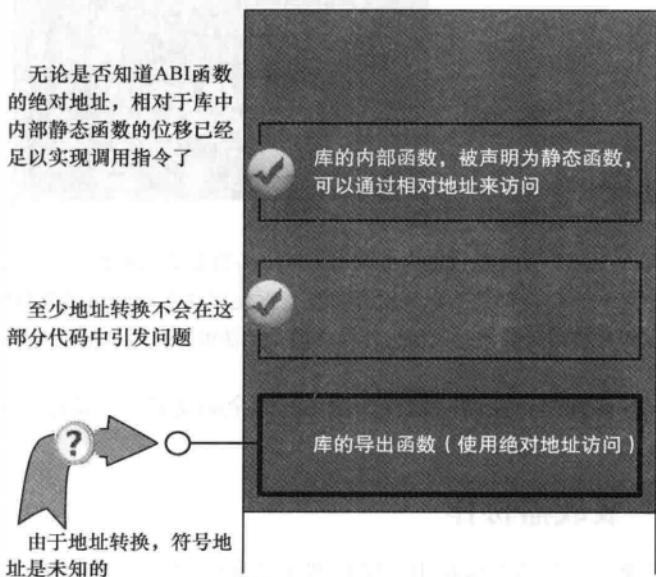 无论是否知道ABI函数
的绝对地址，相对于库中
内部静态函数的位移已经
足以实现调用指令了
库的内部函数，被声明为静态函数，
可以通过相对地址来访问
至少地址转换不会在这
部分代码中引发问题
?
库的导出函数（使用绝对地址访问）
由于地址转换，符号地
址是未知的